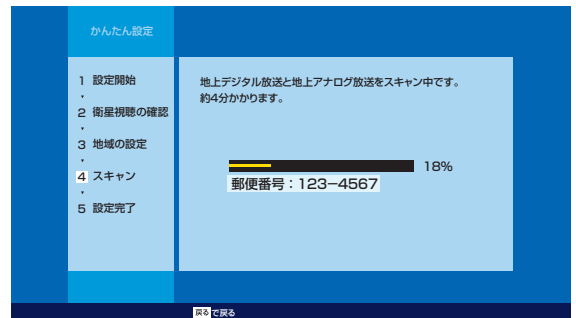 かんたん設定
1 設定開始
・
2 衛星視聴の確認
・
3 地域の設定
・
4 スキャン
・
5 設定完了
地上デジタル放送と地上アナログ放送をスキャン中です。
約4分かかります。
18%
郵便番号：123−4567
戻る で戻る